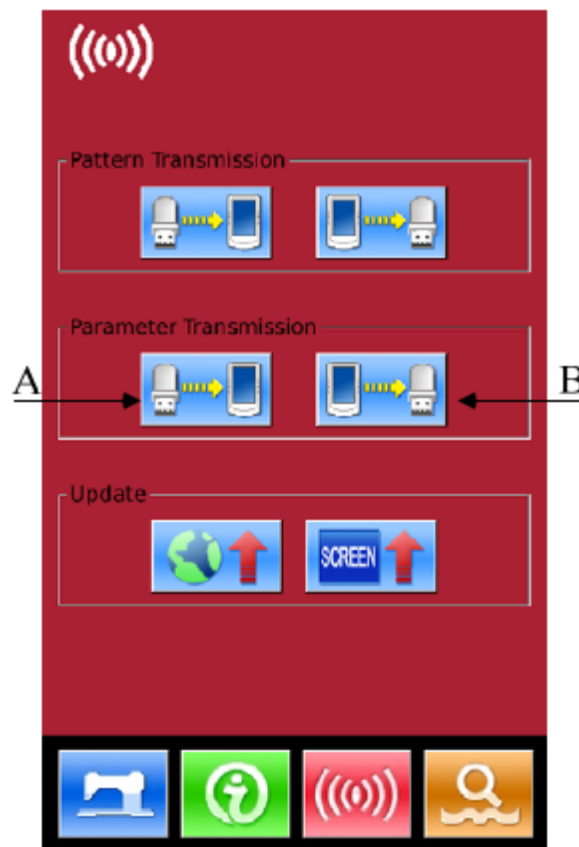 Pattern Transmission
Parameter Transmission
A
B
Update
SCREEN